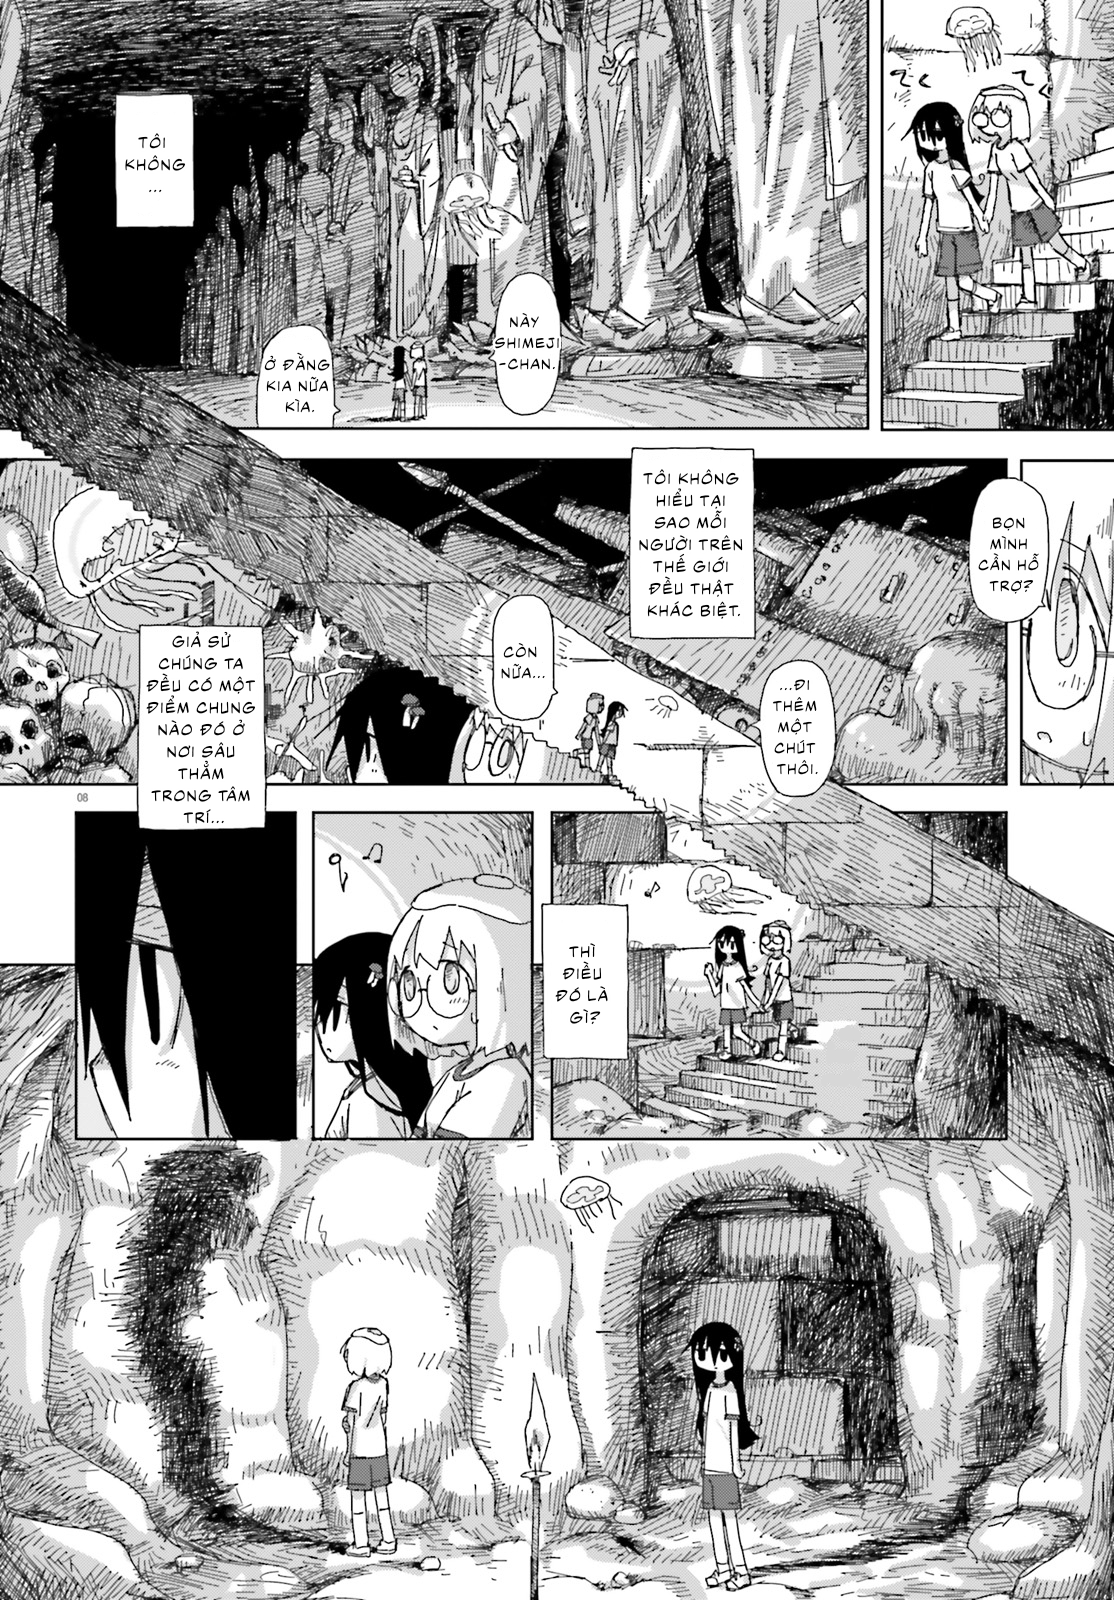 NÀY
SHIMEJI
-CHAN.
Ở ĐẰNG
KIA NỮA
KÌA.
TÔI
KHÔNG
...
BỌN
MÌNH
CẦN HỖ
TRỢ?
...ĐI
THÊM
MỘT
CHÚT
THÔI.
TÔI KHÔNG
HIỂU TẠI
SAO MỖI
NGƯỜI TRÊN
THẾ GIỚI
ĐỀU THẬT
KHÁC BIỆT.
CÒN
NỮA...
GIẢ SỬ
CHÚNG TA
ĐỀU CÓ MỘT
ĐIỂM CHUNG
NÀO ĐÓ Ở
NƠI SÂU
THẲM
TRONG TÂM
TRÍ...
08
THÌ
ĐIỀU
ĐÓ LÀ
GÌ?